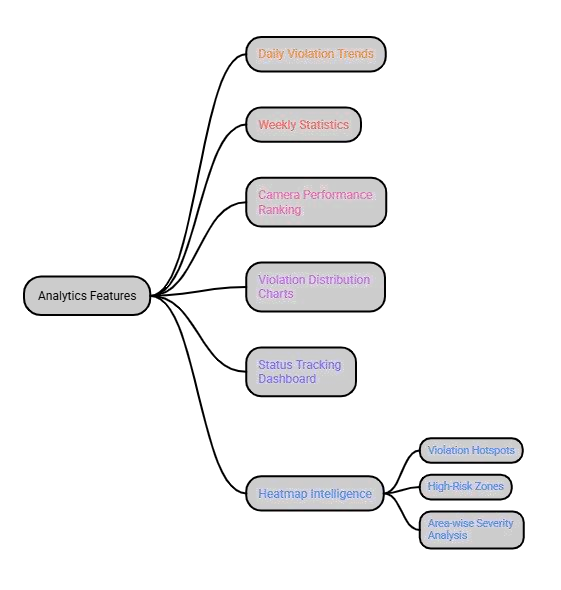 Daily Violation Trends
Weekly Statistics
Camera Performance
Ranking
Violation Distribution
Charts
Analytics Features
Status Tracking
Dashboard
Heatmap Intelligence
Violation Hotspots
High-Risk Zones
Area-wise Severity
Analysis